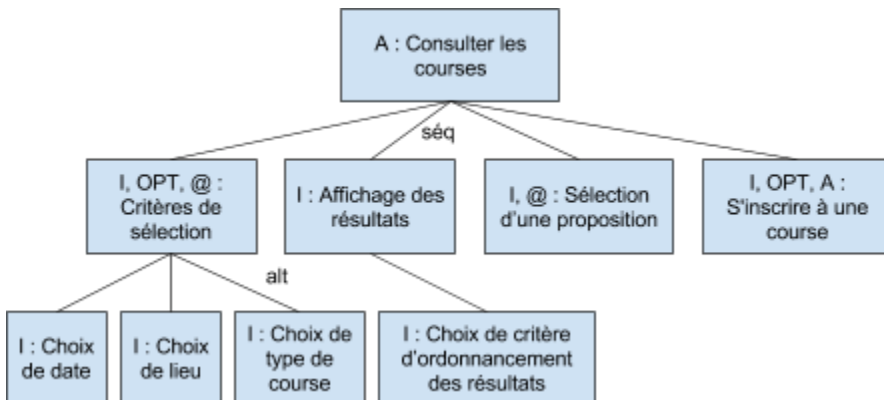 A : Consulter les
courses
séq
I, OPT, @ :
Critères de
sélection
I : Affichage des
résultats
I, @ : Sélection
d'une proposition
I, OPT, A :
S'inscrire à une
course
alt
I : Choix
de date
I : Choix
de lieu
I : Choix de
type de
course
I : Choix de critère
d'ordonnancement
des résultats